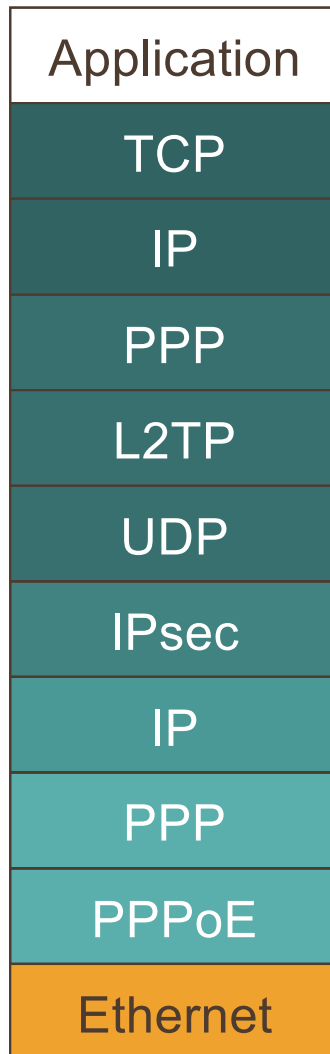 Application
TCP
IP
PPP
L2TP
UDP
IPsec
IP
PPP
PPPoE
Ethernet